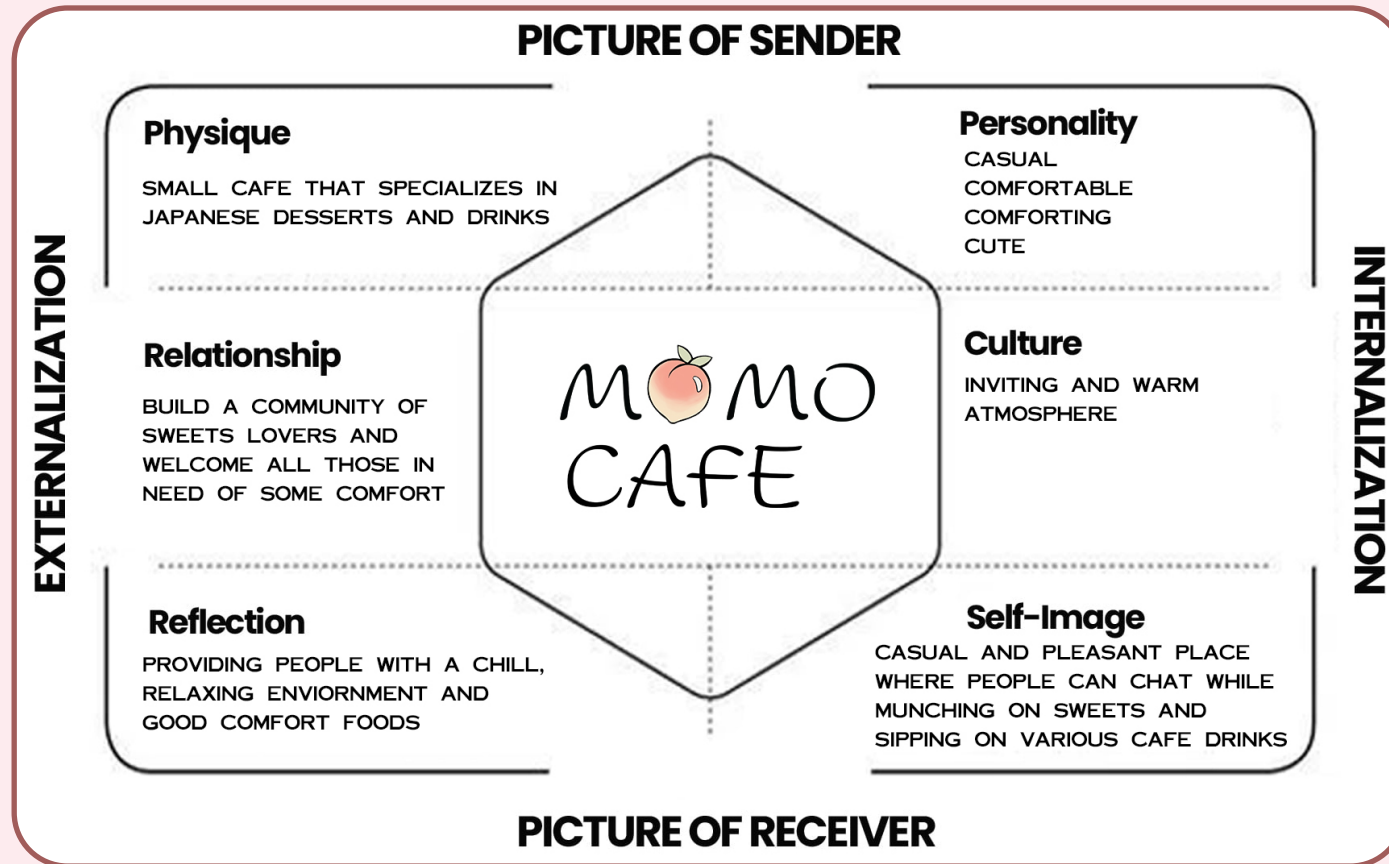 PICTURE OF SENDER
Physique
SMALL CAFE THAT SPECIALIZES IN
JAPANESE DESSERTS AND DRINKS
Personality
CASUAL
COMFORTABLE
COMFORTING
CUTE
EXTERNALIZATION
Relationship
BUILD A COMMUNITY OF
SWEETS LOVERS AND
WELCOME ALL THOSE IN
NEED OF SOME COMFORT
MOMO
CAFE
Culture
INVITING AND WARM
ATMOSPHERE
INTERNALIZATION
Reflection
PROVIDING PEOPLE WITH A CHILL,
RELAXING ENVIORNMENT AND
GOOD COMFORT FOODS
Self-Image
CASUAL AND PLEASANT PLACE
WHERE PEOPLE CAN CHAT WHILE
MUNCHING ON SWEETS AND
SIPPING ON VARIOUS CAFE DRINKS
PICTURE OF RECEIVER